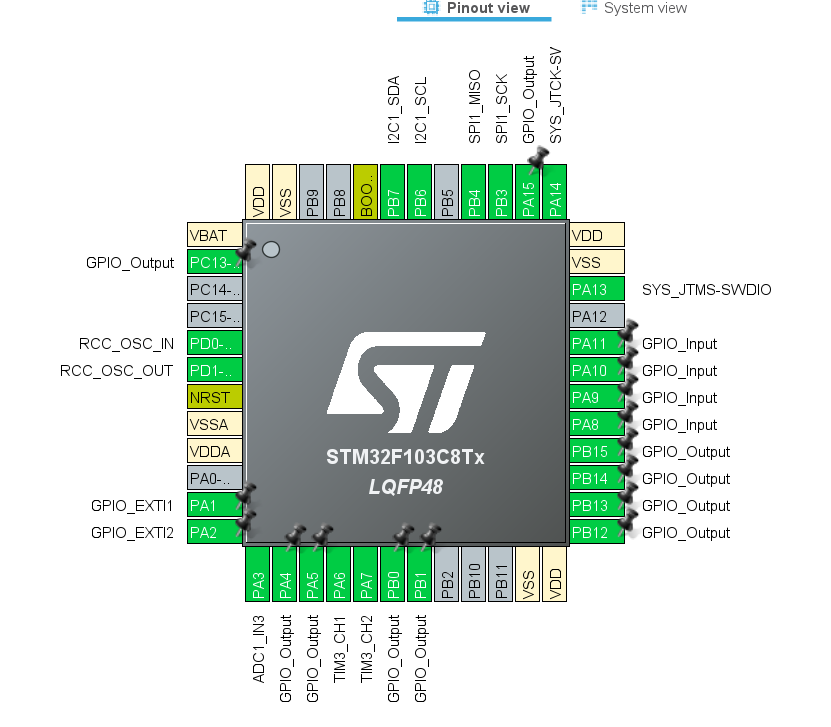 Pinout view
System view
I2C1_SDA
I2C1_SCL
SPI1_MISO
SPI1_SCK
GPIO_Output
SYS_JTCK-SV
VDD
VSS
PB9
PB8
BOO..
PB7
PB6
PB5
PB4
PB3
PA15
PA14
VBAT
GPIO_Output PC13-..
PC14-..
PC15-..
RCC_OSC_IN PD0-..
RCC_OSC_OUT PD1-..
NRST
VSSA
VDDA
PA0-..
GPIO_EXTI1 PA1
GPIO_EXTI2 PA2
ST
STM32F103C8Tx
LQFP48
VDD
VSS
PA13 SYS_JTMS-SWDIO
PA12
PA11 GPIO_Input
PA10 GPIO_Input
PA9 GPIO_Input
PA8 GPIO_Input
PB15 GPIO_Output
PB14 GPIO_Output
PB13 GPIO_Output
PB12 GPIO_Output
PA3
PA4
PA5
PA6
PA7
PB0
PB1
PB2
PB10
PB11
VSS
VDD
ADC1_IN3
GPIO_Output
GPIO_Output
TIM3_CH1
TIM3_CH2
GPIO_Output
GPIO_Output